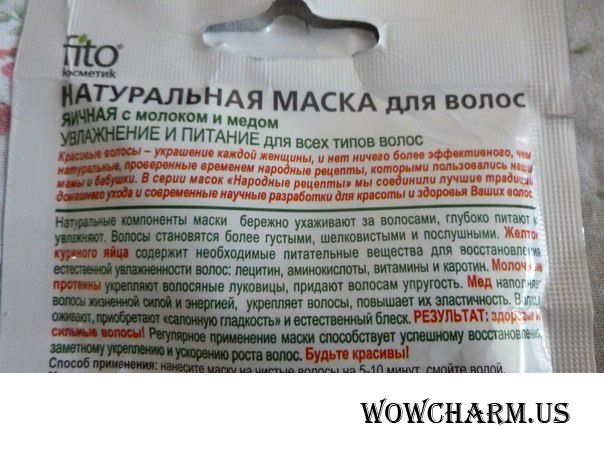 fito
косметик
НАТУРАЛЬНАЯ МАСКА для волос
ЯИЧНАЯ с молоком и медом
УВЛАЖНЕНИЕ И ПИТАНИЕ для всех типов волос
Красивые волосы – украшение каждой женщины, и нет ничего более эффективного, чем
натуральные, проверенные временем народные рецепты, которыми пользовались наши
мамы и бабушки. В серии масок «Народные рецепты» мы соединили лучшие традиции
домашнего ухода и современные научные разработки для красоты и здоровья Ваших волос
Натуральные компоненты маски бережно ухаживают за волосами, глубоко питают и
увлажняют. Волосы становятся более густыми, шелковистыми и послушными. Желток
куриного яйца содержит необходимые питательные вещества для восстановления
естественной увлажненности волос: лецитин, аминокислоты, витамины и каротин. Молочные
протеины укрепляют волосяные луковицы, придают волосам упругость. Мед наполняет
волосы жизненной силой и энергией, укрепляет волосы, повышает их эластичность. Волосы
оживают, приобретают «салонную гладкость» и естественный блеск. РЕЗУЛЬТАТ: здоровые и
сильные волосы! Регулярное применение маски способствует успешному восстановлению,
заметному укреплению и ускорению роста волос. Будьте красивы!
Способ применения: нанесите маску на чистые волосы на 5-10 минут, смойте водой.
WOWCHARM.US